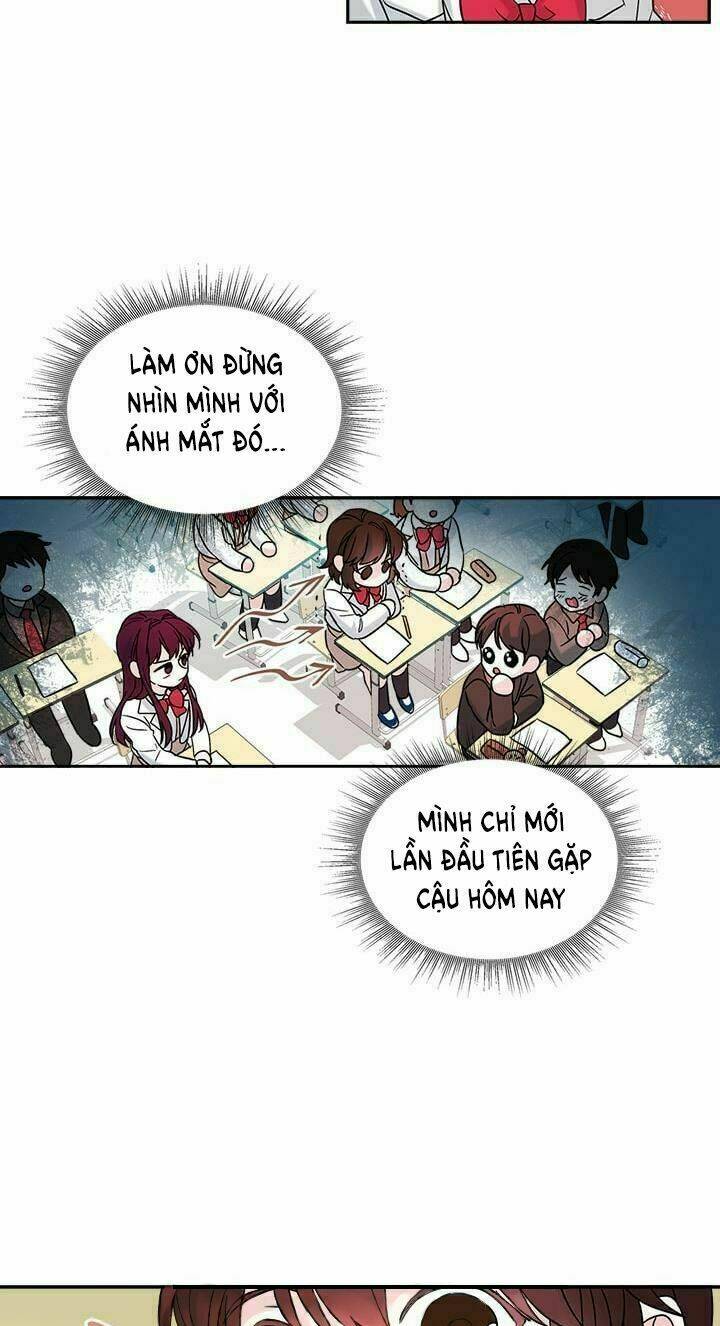 LÀM ƠN ĐỪNG
NHÌN MÌNH VỚI
ÁNH MẮT ĐÓ...
MÌNH CHỈ MỚI
LẦN ĐẦU TIÊN GẶP
CẬU HÔM NAY